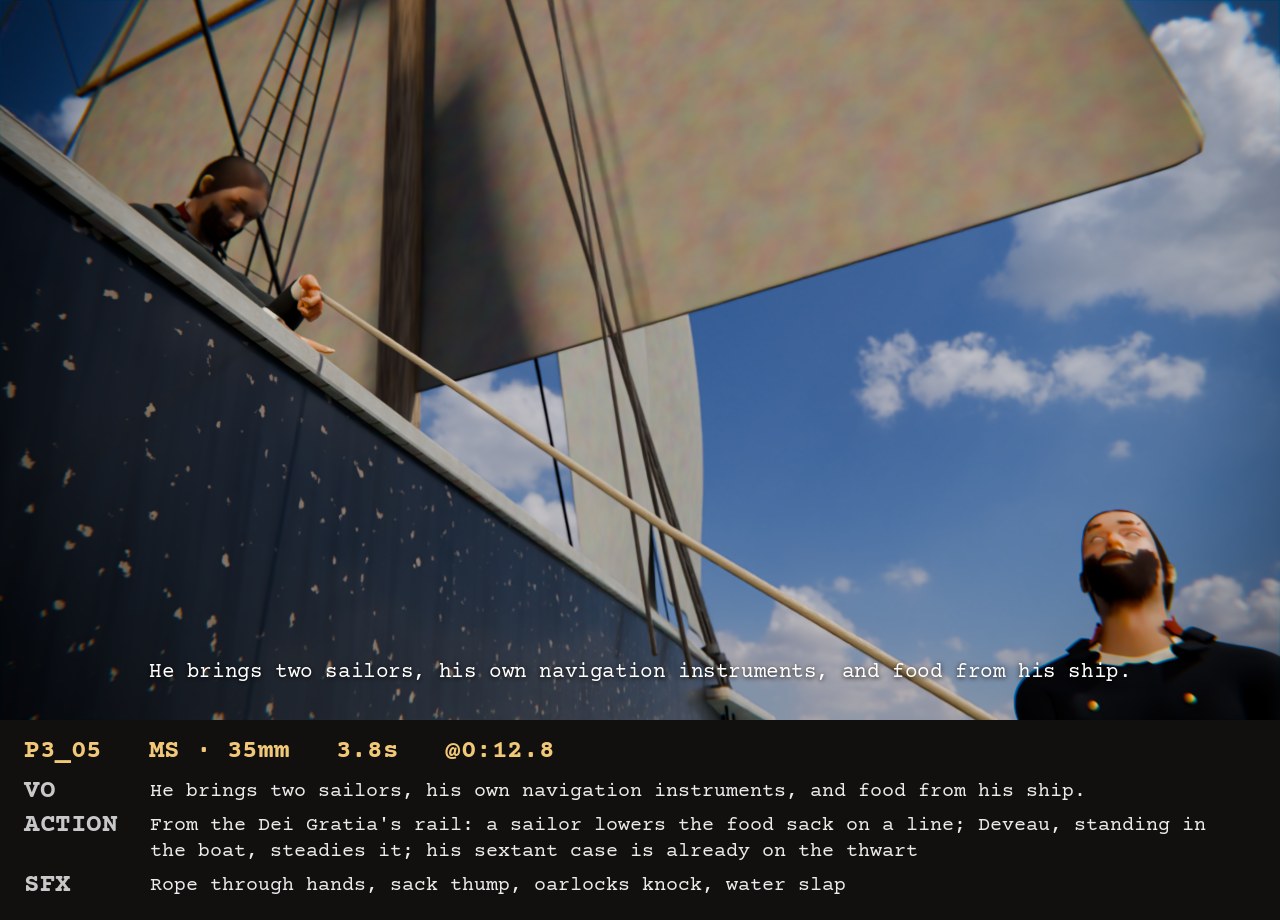 He brings two sailors, his own navigation instruments, and food from his ship.
P3_05 MS · 35mm 3.8s @0:12.8
VO He brings two sailors, his own navigation instruments, and food from his ship.
ACTION From the Dei Gratia's rail: a sailor lowers the food sack on a line; Deveau, standing in
the boat, steadies it; his sextant case is already on the thwart
SFX Rope through hands, sack thump, oarlocks knock, water slap